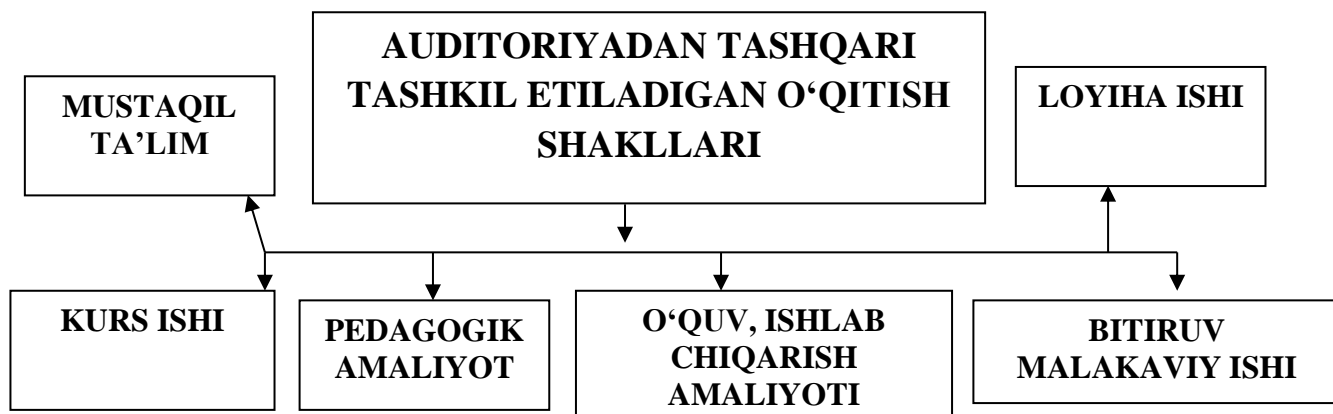 AUDITORIYADAN TASHQARI
TASHKIL ETILADIGAN O‘QITISH
SHAKLLARI
MUSTAQIL
TA’LIM
LOYIHA ISHI
KURS ISHI
PEDAGOGIK
AMALIYOT
O‘QUV, ISHLAB
CHIQARISH
AMALIYOTI
BITIRUV
MALAKAVIY ISHI